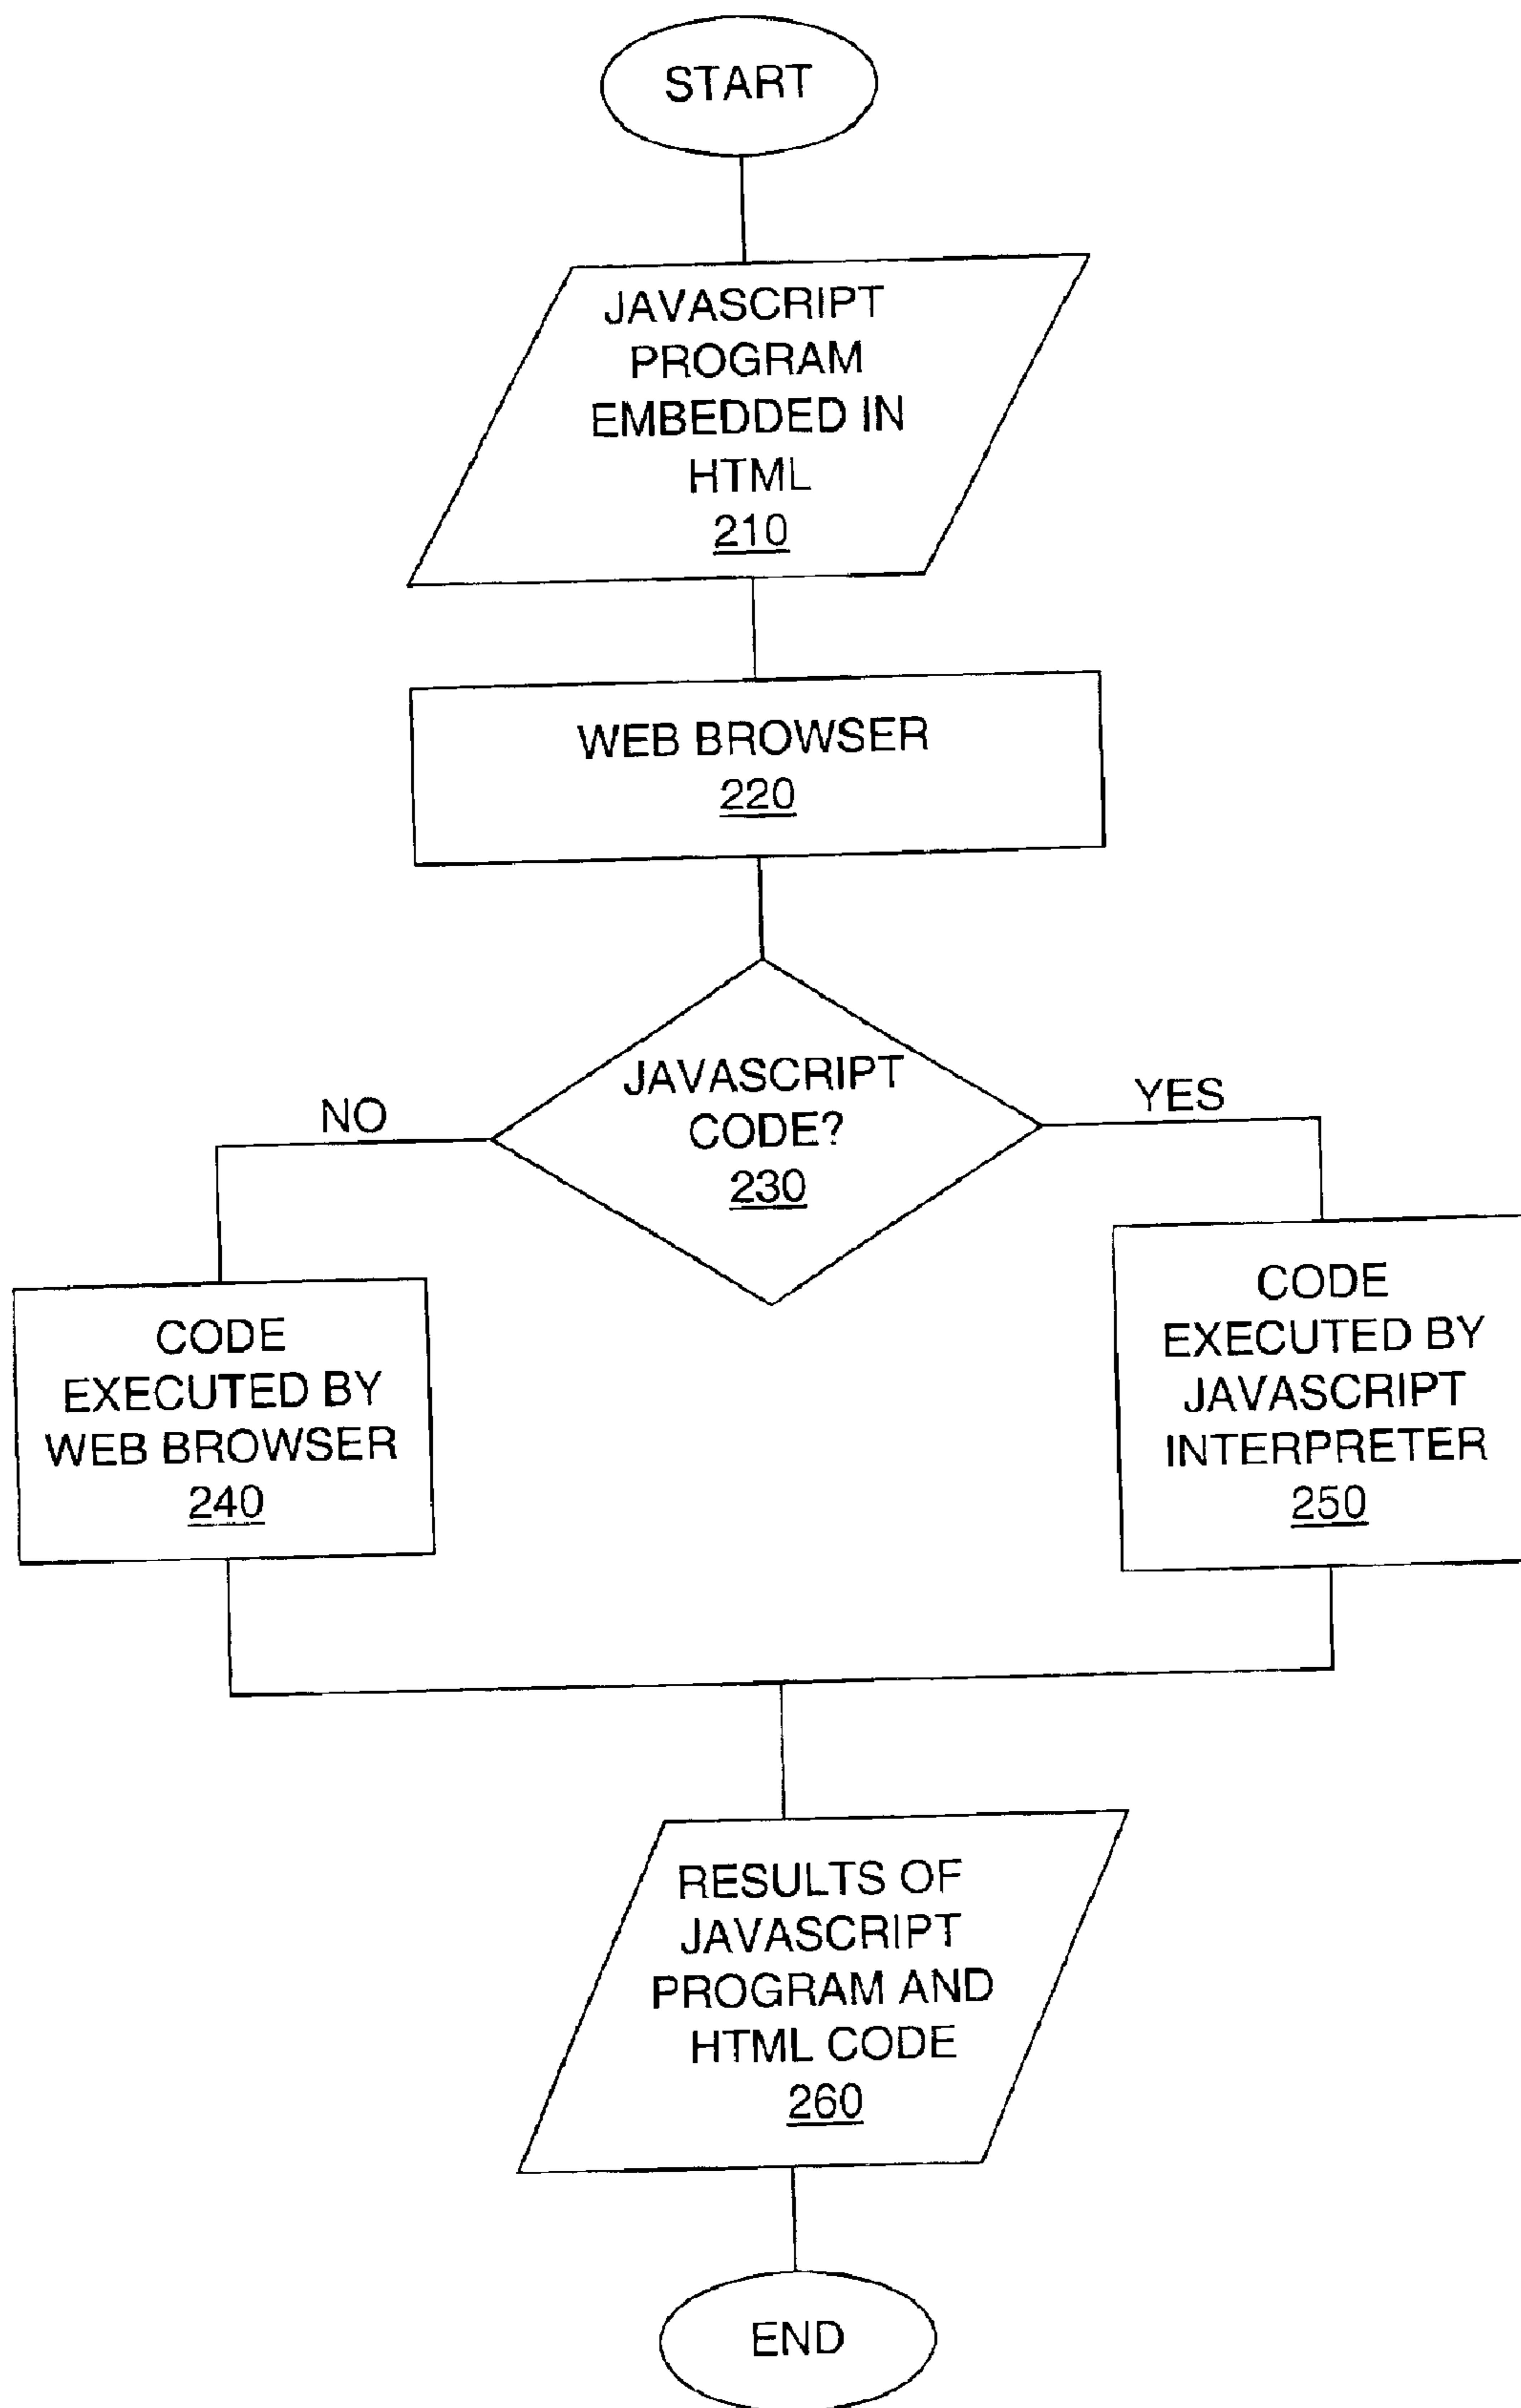 START
JAVASCRIPT
PROGRAM
EMBEDDED IN
HTML
210
WEB BROWSER
220
JAVASCRIPT
CODE?
230
NO
YES
CODE
EXECUTED BY
WEB BROWSER
240
CODE
EXECUTED BY
JAVASCRIPT
INTERPRETER
250
RESULTS OF
JAVASCRIPT
PROGRAM AND
HTML CODE
260
END